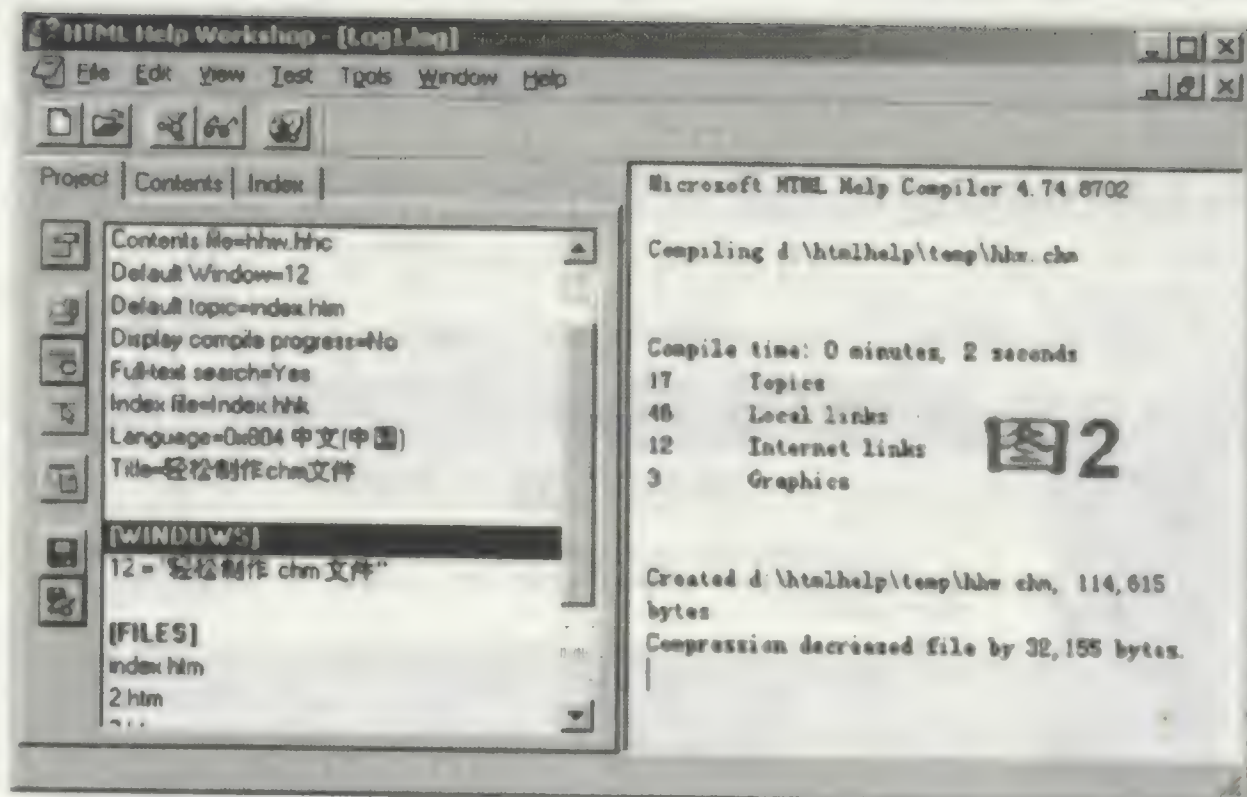 HTML Help Workshop - [Log1.log]
File Edit View Test Tools Window Help
Project Contents Index
Contents file=hhw.hhc
Default Window=12
Default topic=index.htm
Display compile progress=No
Full-text search=Yes
Index file=Index.hhk
Language=0x804 中文(中国)
Title=轻松制作chm文件
[WINDOWS]
12 = "轻松制作 chm 文件"
[FILES]
index.htm
2.htm
Microsoft HTML Help Compiler 4.74.8702
Compiling d:\htmlhelp\temp\hhw.chm
Compile time: 0 minutes, 2 seconds
17 Topics
46 Local links
12 Internet links
3 Graphics
图2
Created d:\htmlhelp\temp\hhw.chm, 114,615
bytes
Compression decreased file by 32,155 bytes.